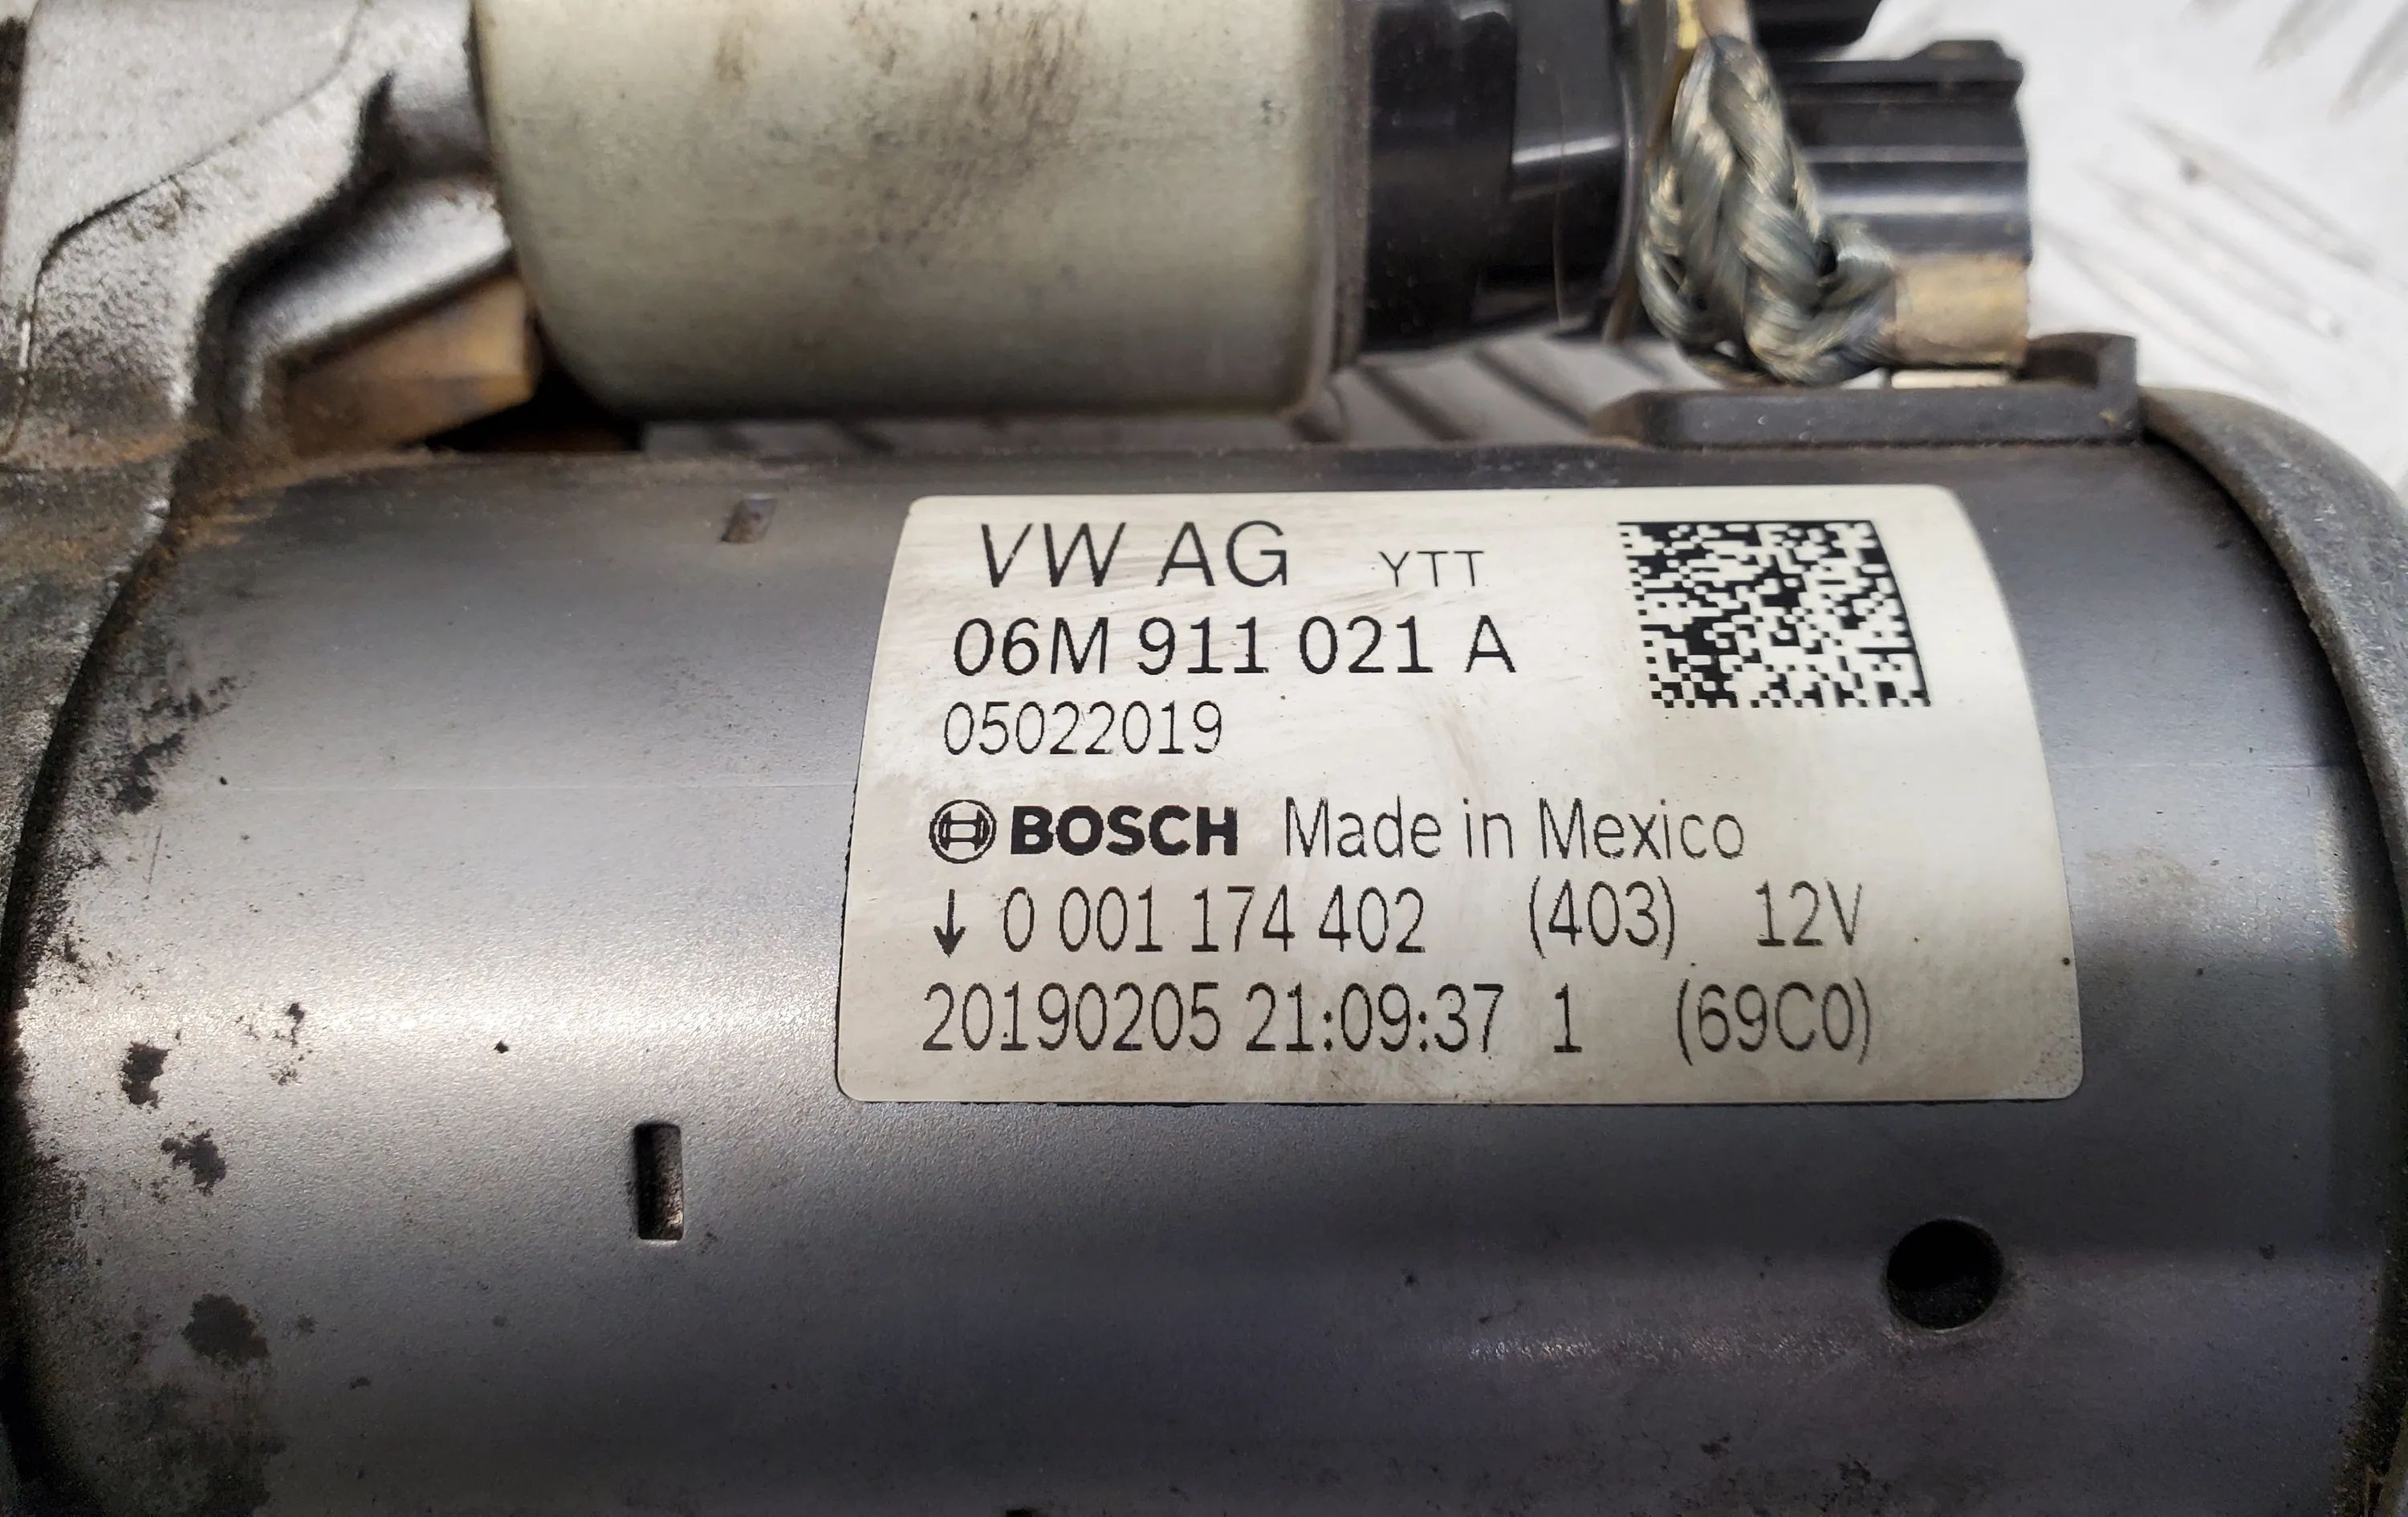 VW AG YTT
06M 911 021 A
05022019
BOSCH Made in Mexico
↓ 0 001 174 402 (403) 12V
20190205 21:09:37 1 (69C0)